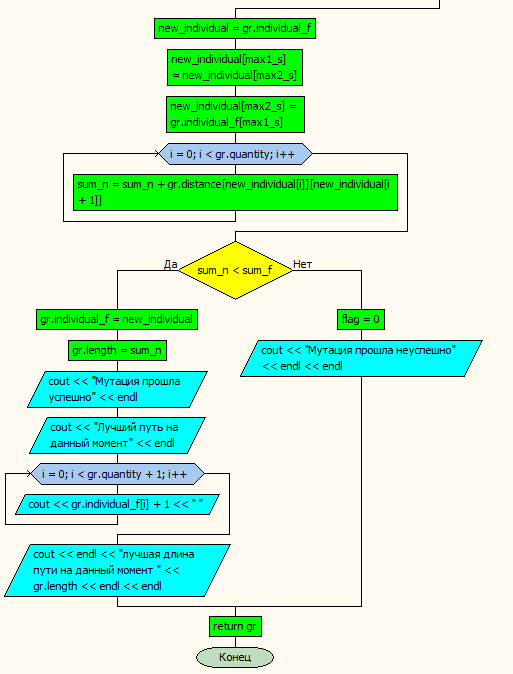 new_individual = gr.individual_f
new_individual[max1_s]
= new_individual[max2_s]
new_individual[max2_s] =
gr.individual_f[max1_s]
i = 0; i < gr.quantity; i++
sum_n = sum_n + gr.distance[new_individual[i]][new_individual[i
+ 1]]
Да
sum_n < sum_f
Нет
gr.individual_f = new_individual
gr.length = sum_n
cout << "Мутация прошла
успешно" << endl
cout << "Лучший путь на
данный момент" << endl
i = 0; i < gr.quantity + 1; i++
cout << gr.individual_f[i] + 1 << " "
cout << endl << "лучшая длина
пути на данный момент " <<
gr.length << endl << endl
flag = 0
cout << "Мутация прошла неуспешно"
<< endl << endl
return gr
Конец